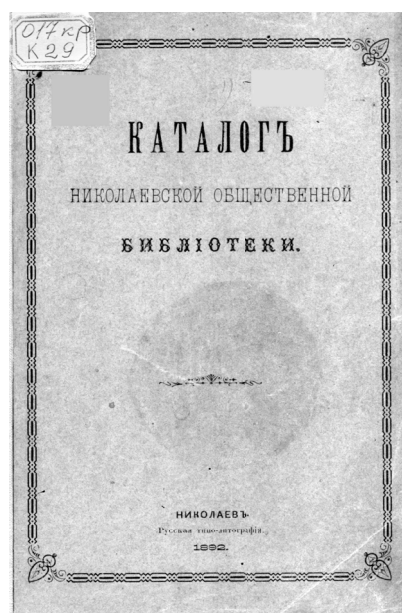 017кр
К29
КАТАЛОГЪ
НИКОЛАЕВСКОЙ ОБЩЕСТВЕННОЙ
БИБЛІОТЕКИ.
НИКОЛАЕВЪ.
Русская типо-литографія.
1892.